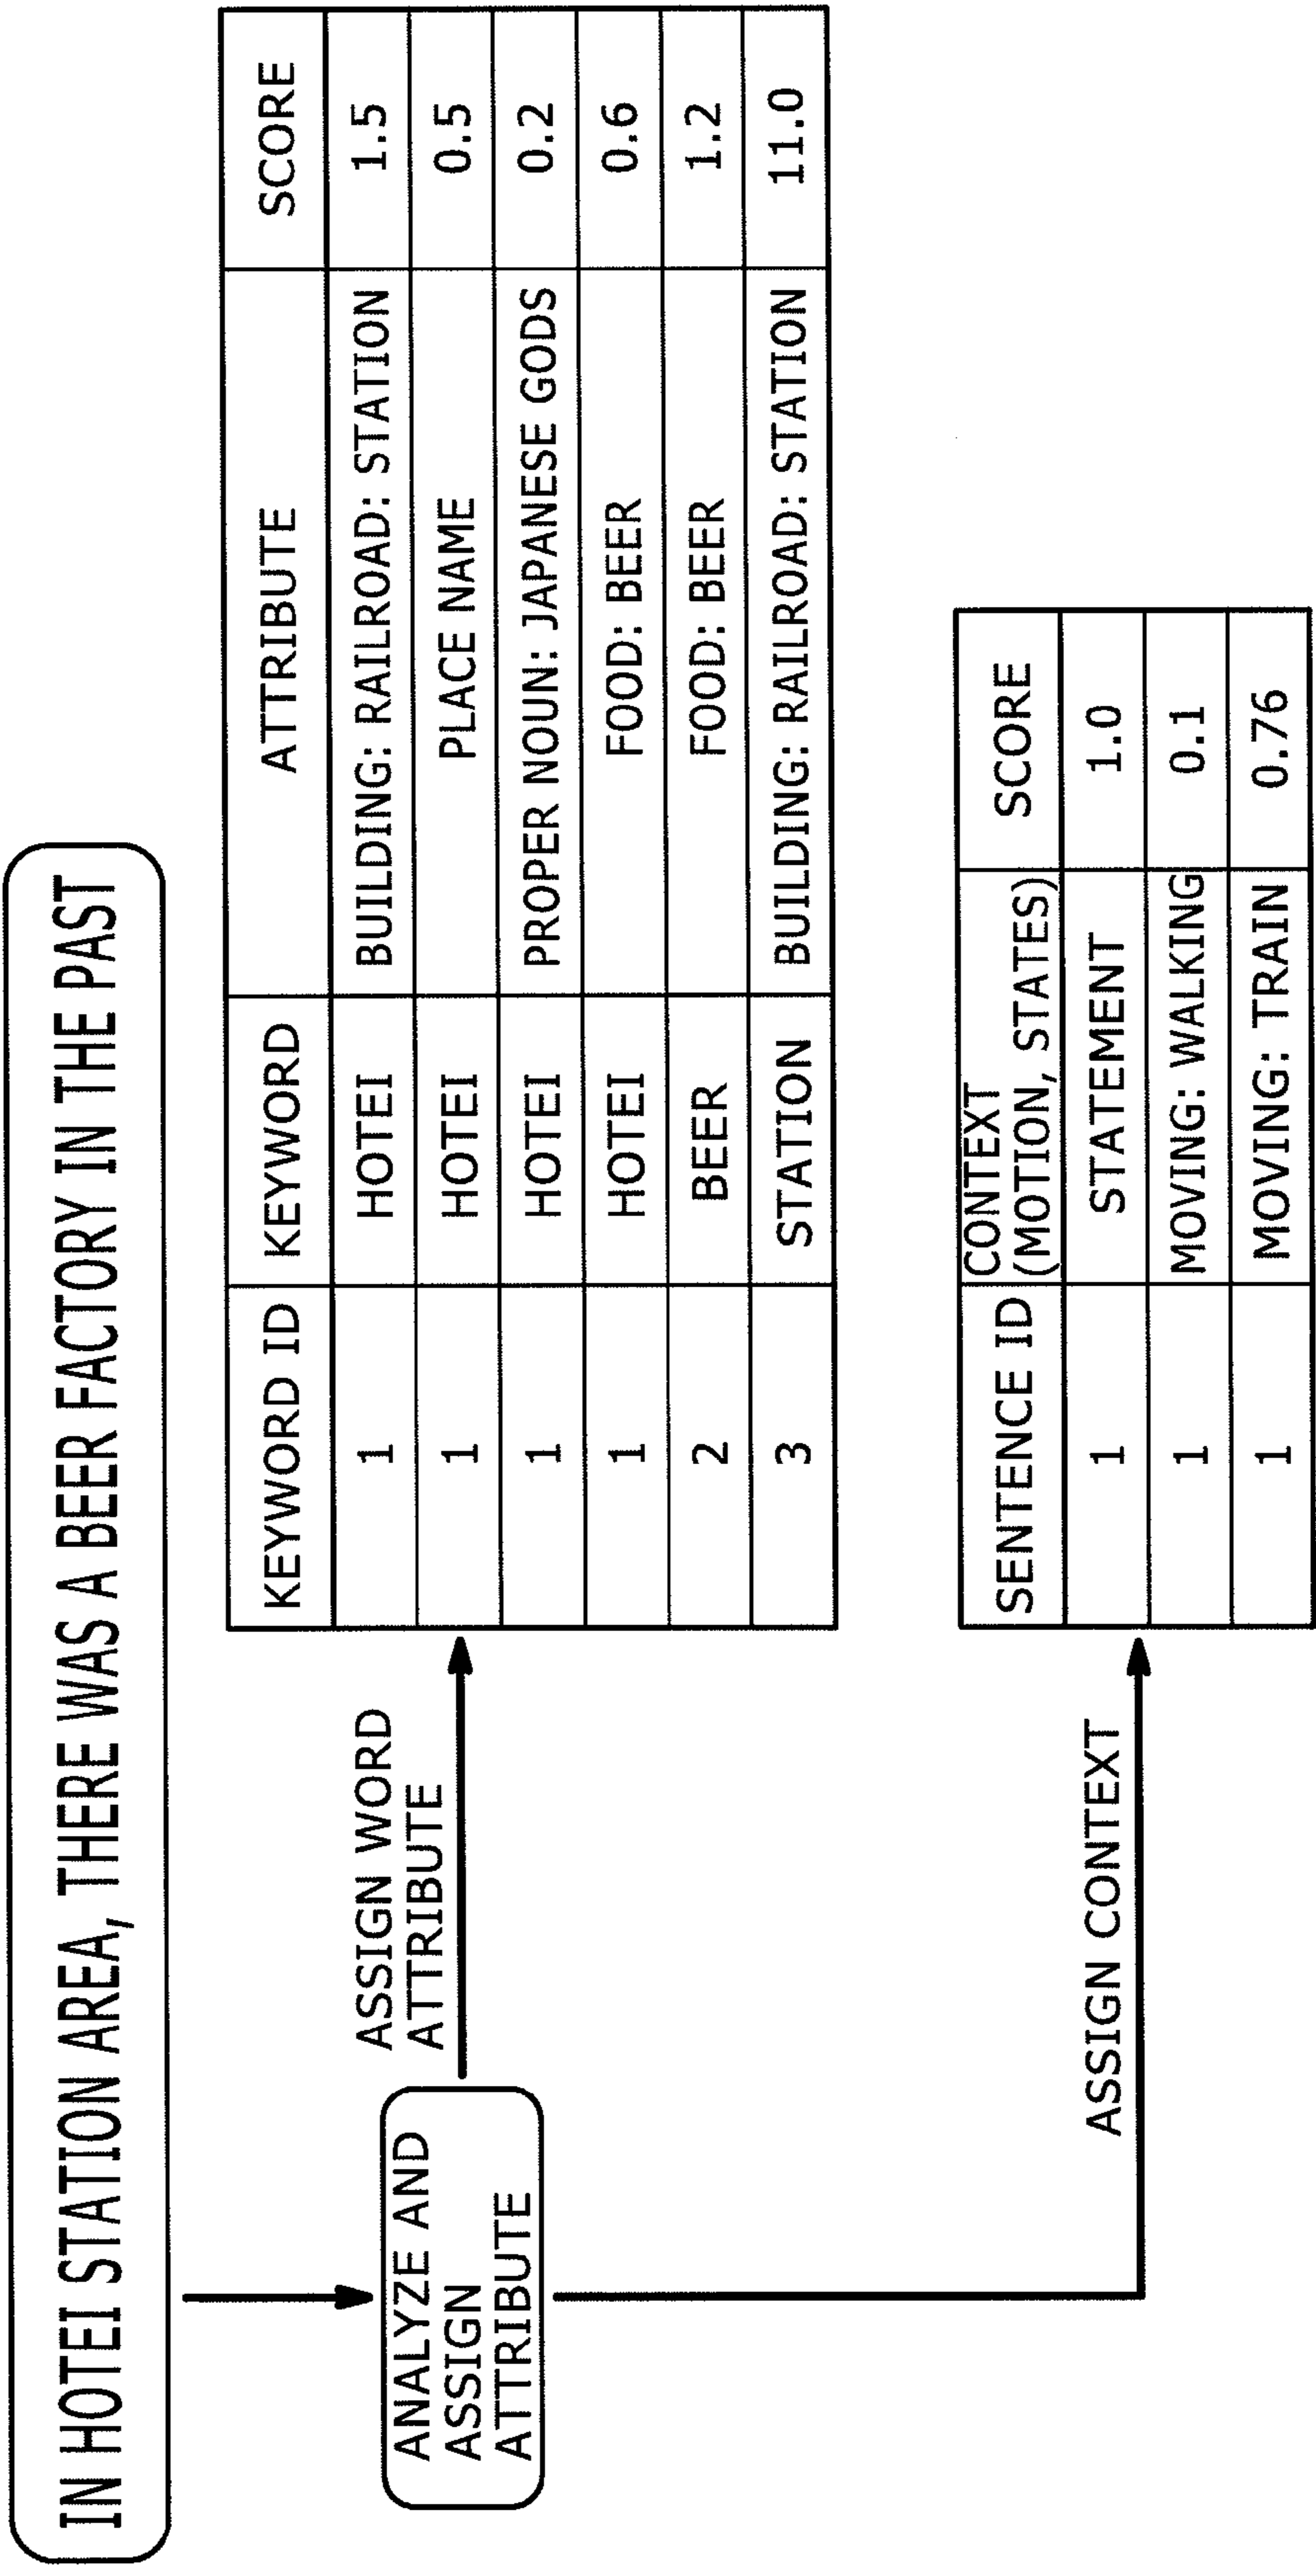 IN HOTEI STATION AREA, THERE WAS A BEER FACTORY IN THE PAST
ANALYZE AND
ASSIGN
ATTRIBUTE
ASSIGN WORD
ATTRIBUTE
KEYWORD ID KEYWORD ATTRIBUTE SCORE
1 HOTEI BUILDING: RAILROAD: STATION 1.5
1 HOTEI PLACE NAME 0.5
1 HOTEI PROPER NOUN: JAPANESE GODS 0.2
1 HOTEI FOOD: BEER 0.6
2 BEER FOOD: BEER 1.2
3 STATION BUILDING: RAILROAD: STATION 11.0
ASSIGN CONTEXT
SENTENCE ID CONTEXT (MOTION, STATES) SCORE
1 STATEMENT 1.0
1 MOVING: WALKING 0.1
1 MOVING: TRAIN 0.76